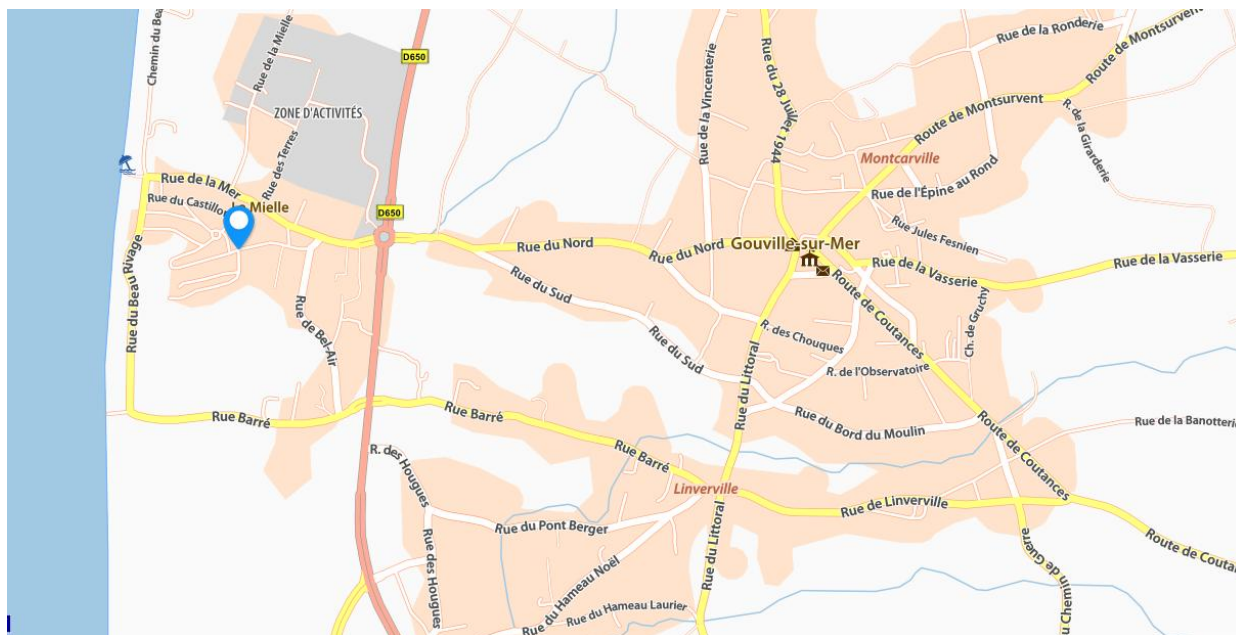 Chemin du Beau
Rue de la Mielle
D650
ZONE D'ACTIVITÉS
Rue des Terres
Rue de la Mer
Rue du Castillon
Mielle
D650
Rue du Beau Rivage
Rue de Bel-Air
Rue Barré
Rue du Nord
Rue du Nord
Rue du Sud
Rue du Sud
Rue de la Vincenterie
Rue du 28 Juillet 1944
Rue de la Ronderie
Route de Montsurvent
Route de Montsurvent
R. de la Girarderie
Montcarville
Rue de l'Épine au Rond
Rue Jules Fesnien
Gouville-sur-Mer
Rue de la Vasserie
Rue de la Vasserie
Route de Coutances
Ch. de Gruchy
R. des Chouques
R. de l'Observatoire
Rue du Littoral
Rue du Bord du Moulin
Route de Coutances
Rue de la Banotterie
Rue Barré
Rue Barré
Linverville
Rue de Linverville
R. des Hougues
Rue des Hougues
Rue du Pont Berger
Rue du Hameau Noël
Rue du Hameau Laurier
Rue du Littoral
u Chemin de Guerre
Route de Coutan